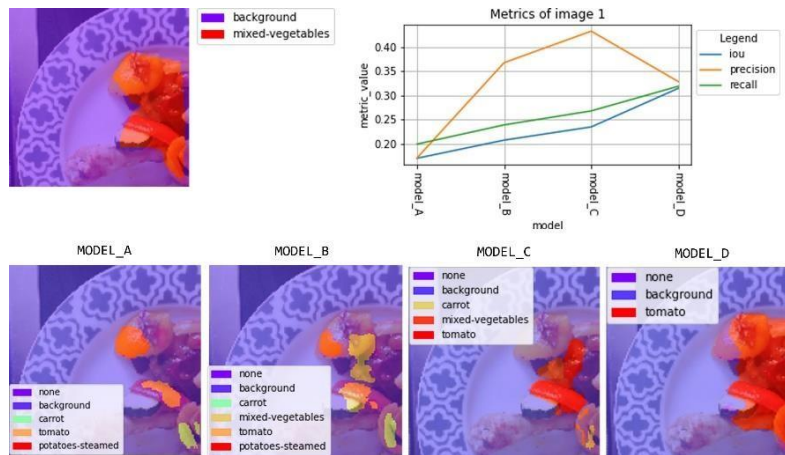 background
mixed-vegetables
Metrics of image 1
Legend
iou
precision
recall
metric_value
0.40
0.35
0.30
0.25
0.20
model_A
model_B
model_C
model_D
model
MODEL_A
MODEL_B
MODEL_C
MODEL_D
none
background
carrot
tomato
potatoes-steamed
none
background
carrot
mixed-vegetables
tomato
potatoes-steamed
none
background
carrot
mixed-vegetables
tomato
none
background
tomato